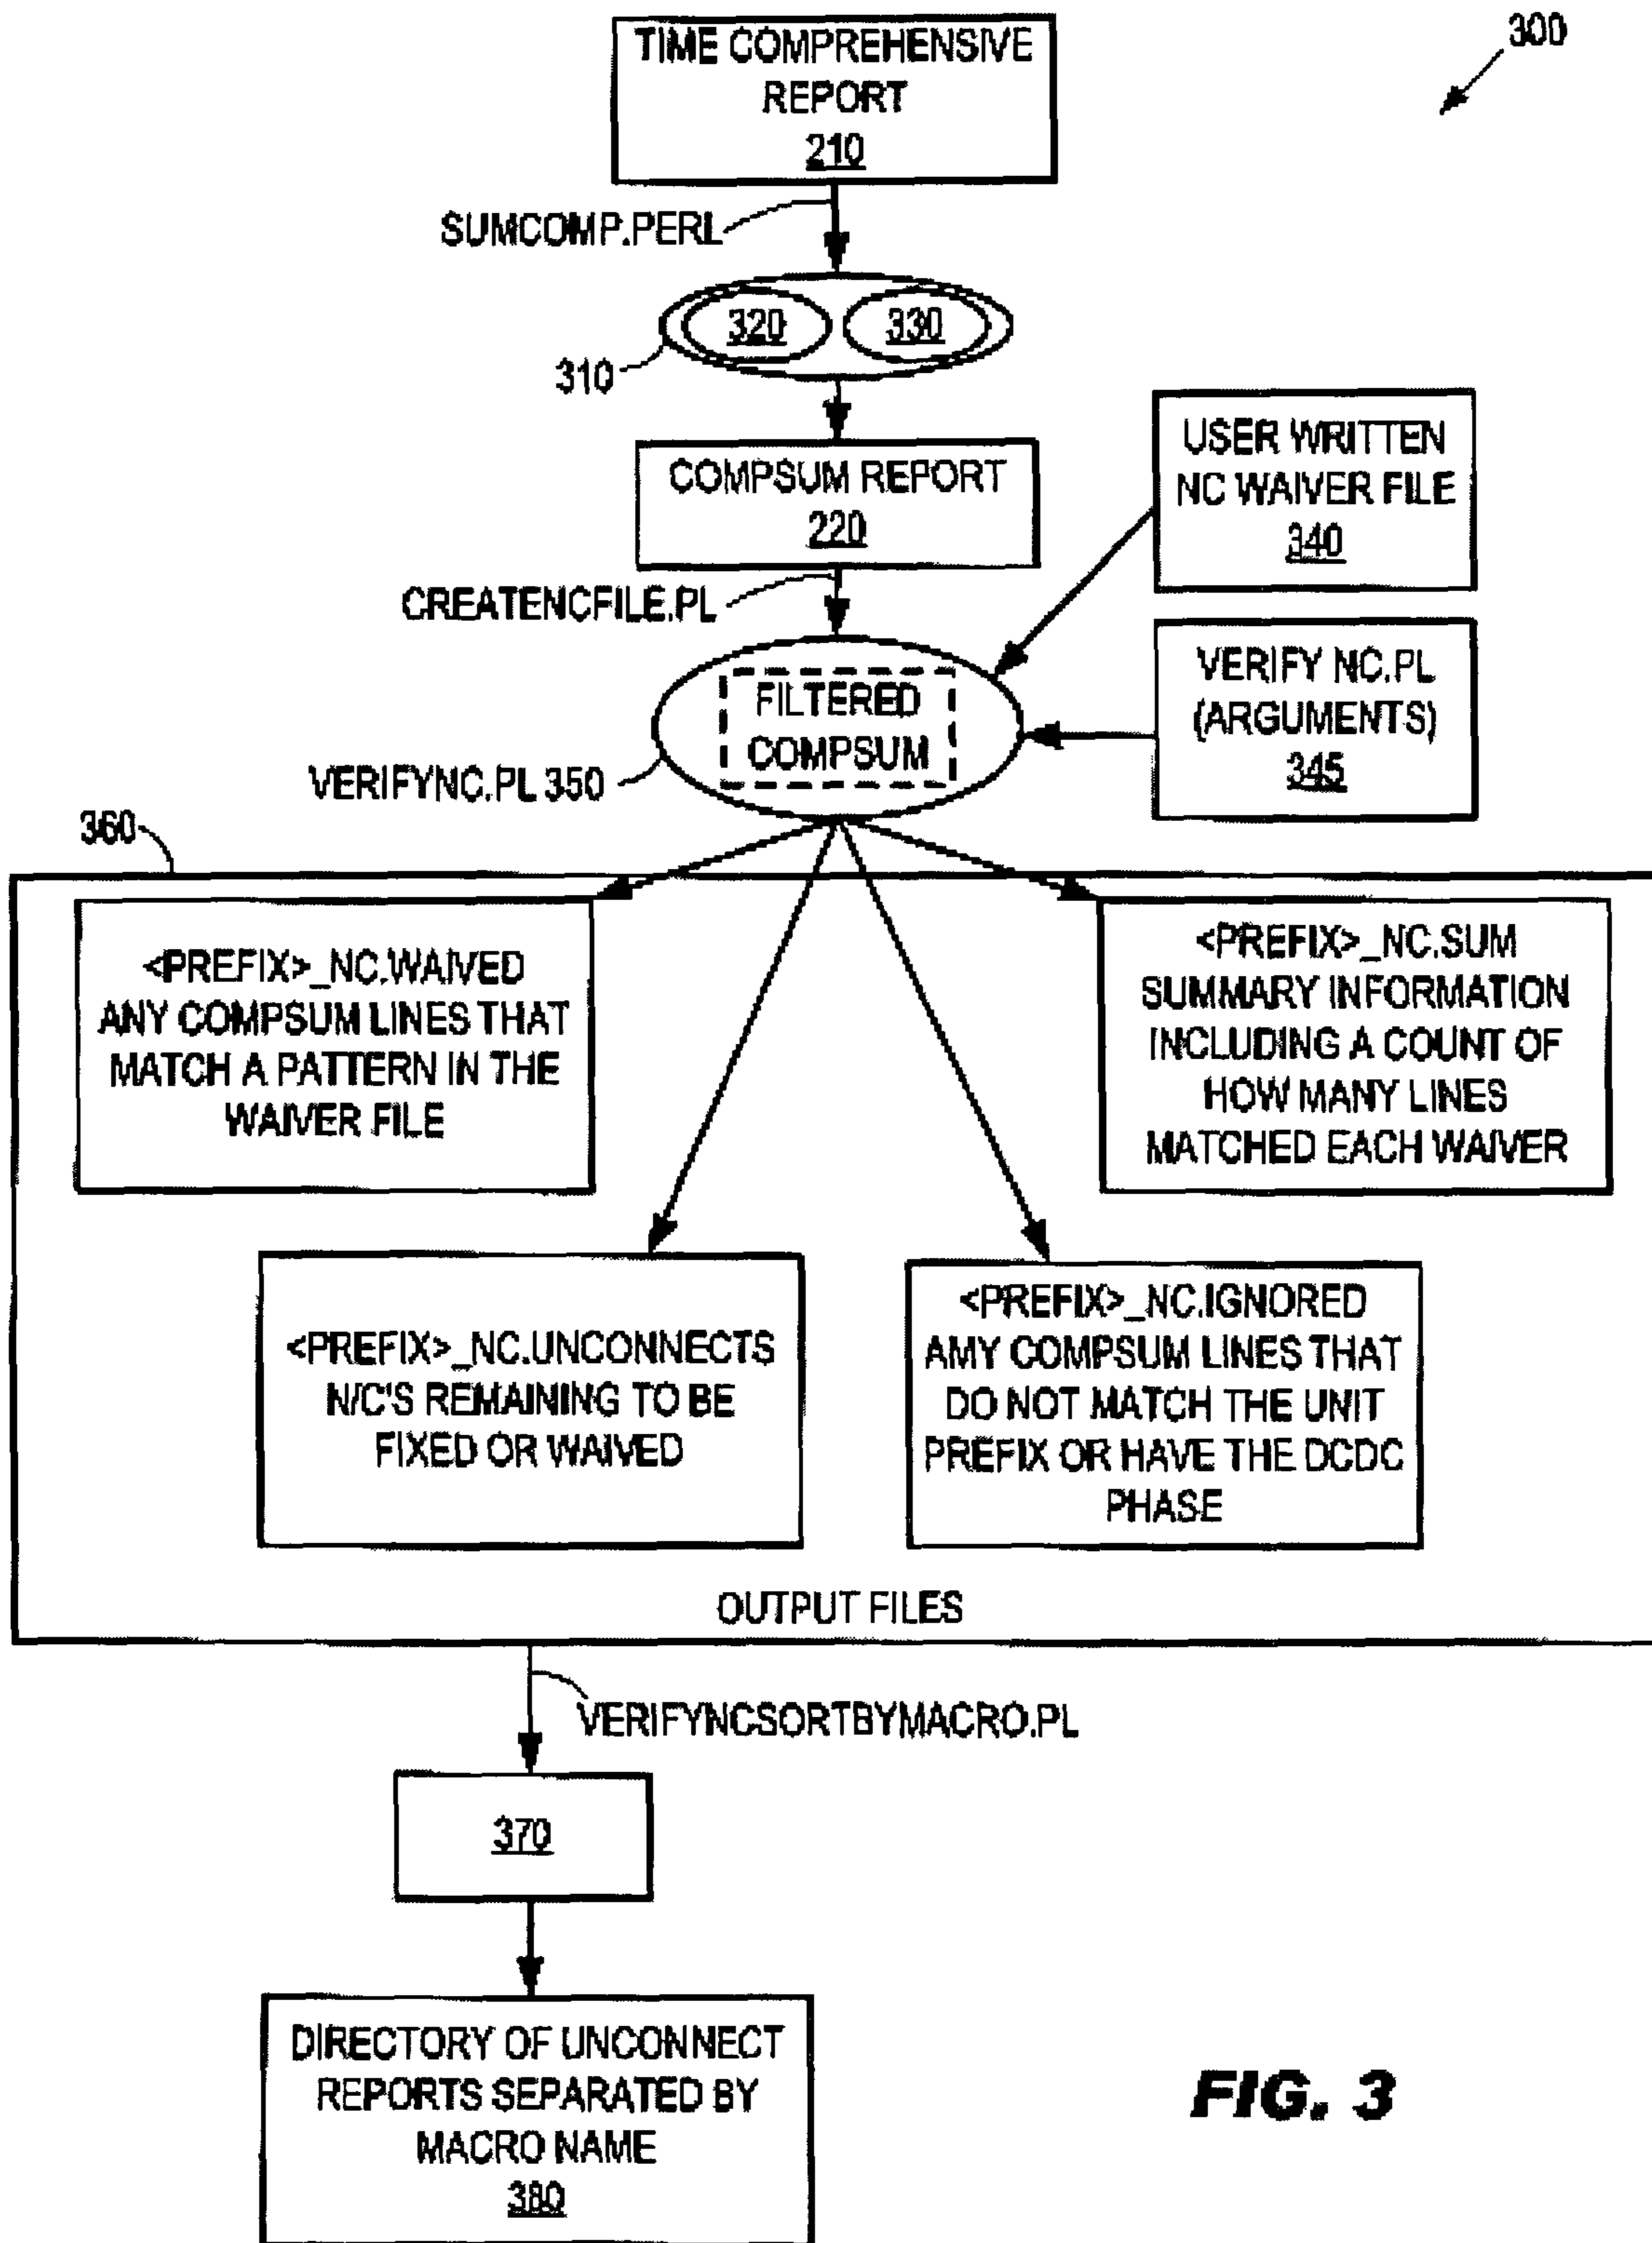 300
TIME COMPREHENSIVE
REPORT
210
SUMCOMP.PERL
320
330
310
COMPSUM REPORT
220
USER WRITTEN
NC WAIVER FILE
340
CREATENCFILE.PL
VERIFY NC.PL
(ARGUMENTS)
345
FILTERED
COMPSUM
VERIFYNC.PL 350
360
<PREFIX>_NC.WAIVED
ANY COMPSUM LINES THAT
MATCH A PATTERN IN THE
WAIVER FILE
<PREFIX>_NC.SUM
SUMMARY INFORMATION
INCLUDING A COUNT OF
HOW MANY LINES
MATCHED EACH WAIVER
<PREFIX>_NC.UNCONNECTS
N/C'S REMAINING TO BE
FIXED OR WAIVED
<PREFIX>_NC.IGNORED
AMY COMPSUM LINES THAT
DO NOT MATCH THE UNIT
PREFIX OR HAVE THE DCDC
PHASE
OUTPUT FILES
VERIFYNCSORTBYMACRO.PL
370
DIRECTORY OF UNCONNECT
REPORTS SEPARATED BY
MACRO NAME
380
FIG. 3